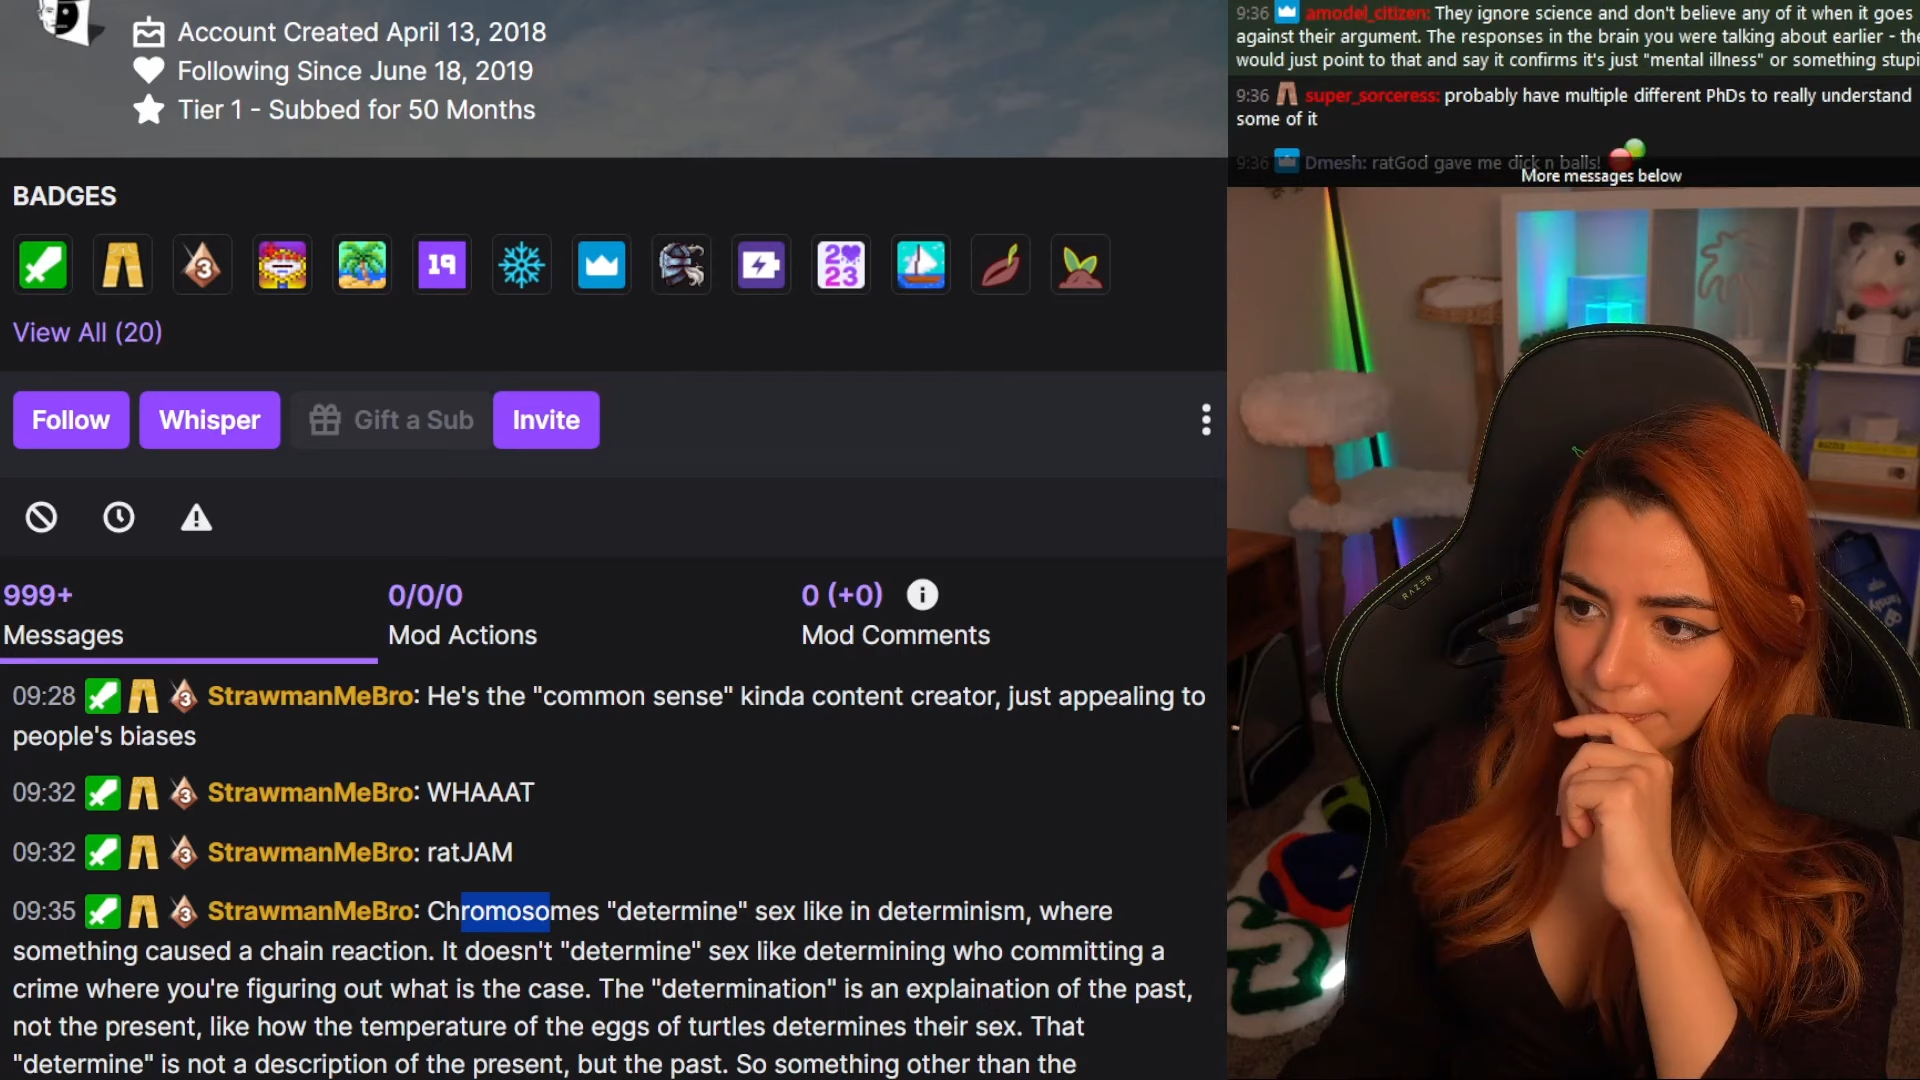 Account Created April 13, 2018
Following Since June 18, 2019
Tier 1 - Subbed for 50 Months
BADGES
3
19
2
23
View All (20)
Follow
Whisper
Gift a Sub
Invite
999+
Messages
0/0/0
Mod Actions
0 (+0)
Mod Comments
09:28 3 StrawmanMeBro: He's the "common sense" kinda content creator, just appealing to
people's biases
09:32 3 StrawmanMeBro: WHAAAT
09:32 3 StrawmanMeBro: ratJAM
09:35 3 StrawmanMeBro: Chromosomes "determine" sex like in determinism, where
something caused a chain reaction. It doesn't "determine" sex like determining who committing a
crime where you're figuring out what is the case. The "determination" is an explaination of the past,
not the present, like how the temperature of the eggs of turtles determines their sex. That
"determine" is not a description of the present, but the past. So something other than the
9:36 amodel_citizen: They ignore science and don't believe any of it when it goes
against their argument. The responses in the brain you were talking about earlier - the
would just point to that and say it confirms it's just "mental illness" or something stupi
9:36 super_sorceress: probably have multiple different PhDs to really understand
some of it
9:36 Dmesh: ratGod gave me dick n balls!
More messages below
RAZER